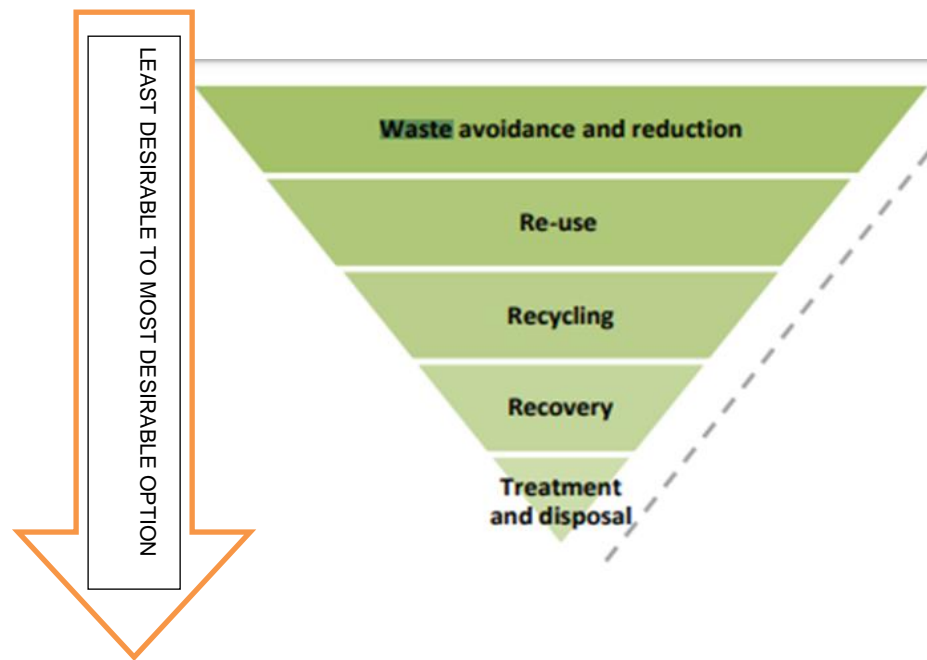 LEAST DESIRABLE TO MOST DESIRABLE OPTION
Waste avoidance and reduction
Re-use
Recycling
Recovery
Treatment
and disposal